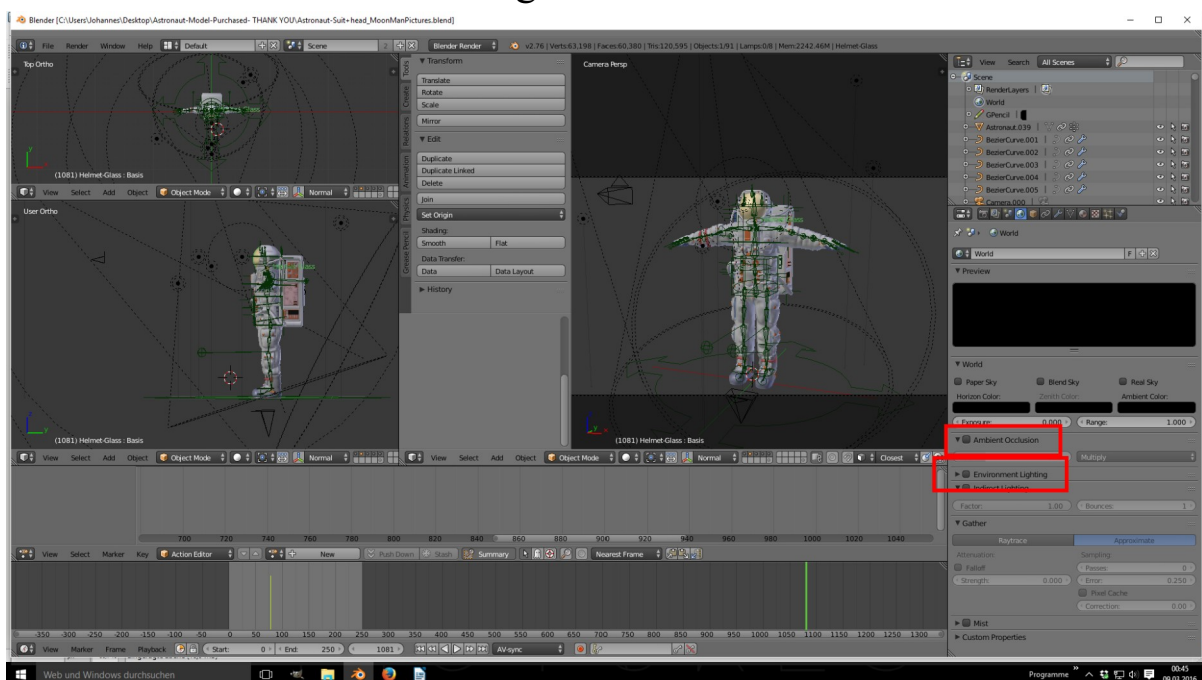 Blender [C:\Users\Johannes\Desktop\Astronaut-Model-Purchased- THANK YOU\Astronaut-Suit+head_MoonManPictures.blend]
File Render Window Help Default Scene 2 Blender Render v2.76 | Verts:63,198 | Faces:60,380 | Tris:120,595 | Objects:1/91 | Lamps:0/8 | Mem:2242.46M | Helmet-Glass
Top Ortho
(1081) Helmet-Glass : Basis
View Select Add Object Object Mode Normal
User Ortho
(1081) Helmet-Glass : Basis
View Select Add Object Object Mode Normal
Tools
Create
Relations
Animation
Physics
Grease Pencil
Transform
Translate
Rotate
Scale
Mirror
Edit
Duplicate
Duplicate Linked
Delete
Join
Set Origin
Shading:
Smooth Flat
Data Transfer:
Data Data Layout
History
Camera Persp
(1081) Helmet-Glass : Basis
View Select Add Object Object Mode Normal Closest
View Search All Scenes
Scene
RenderLayers
World
GPencil
Astronaut.039
BezierCurve.001
BezierCurve.002
BezierCurve.003
BezierCurve.004
BezierCurve.005
Camera.000
World
World F
Preview
World
Paper Sky Blend Sky Real Sky
Horizon Color: Zenith Color: Ambient Color:
Exposure: 0.000 Range: 1.000
Ambient Occlusion
Multiply
Environment Lighting
Indirect Lighting
Factor: 1.00 Bounces: 1
Gather
Raytrace Approximate
Attenuation: Sampling:
Falloff Passes: 0
Strength: 0.000 Error: 0.250
Pixel Cache
Correction: 0.00
Mist
Custom Properties
700 720 740 760 780 800 820 840 860 880 900 920 940 960 980 1000 1020 1040
View Select Marker Key Action Editor New Push Down Stash Summary Nearest Frame
-350 -300 -250 -200 -150 -100 -50 0 50 100 150 200 250 300 350 400 450 500 550 600 650 700 750 800 850 900 950 1000 1050 1100 1150 1200 1250 1300
View Marker Frame Playback Start: 0 End: 250 1081 AV-sync
Web und Windows durchsuchen Programme 00:45
09.03.2016